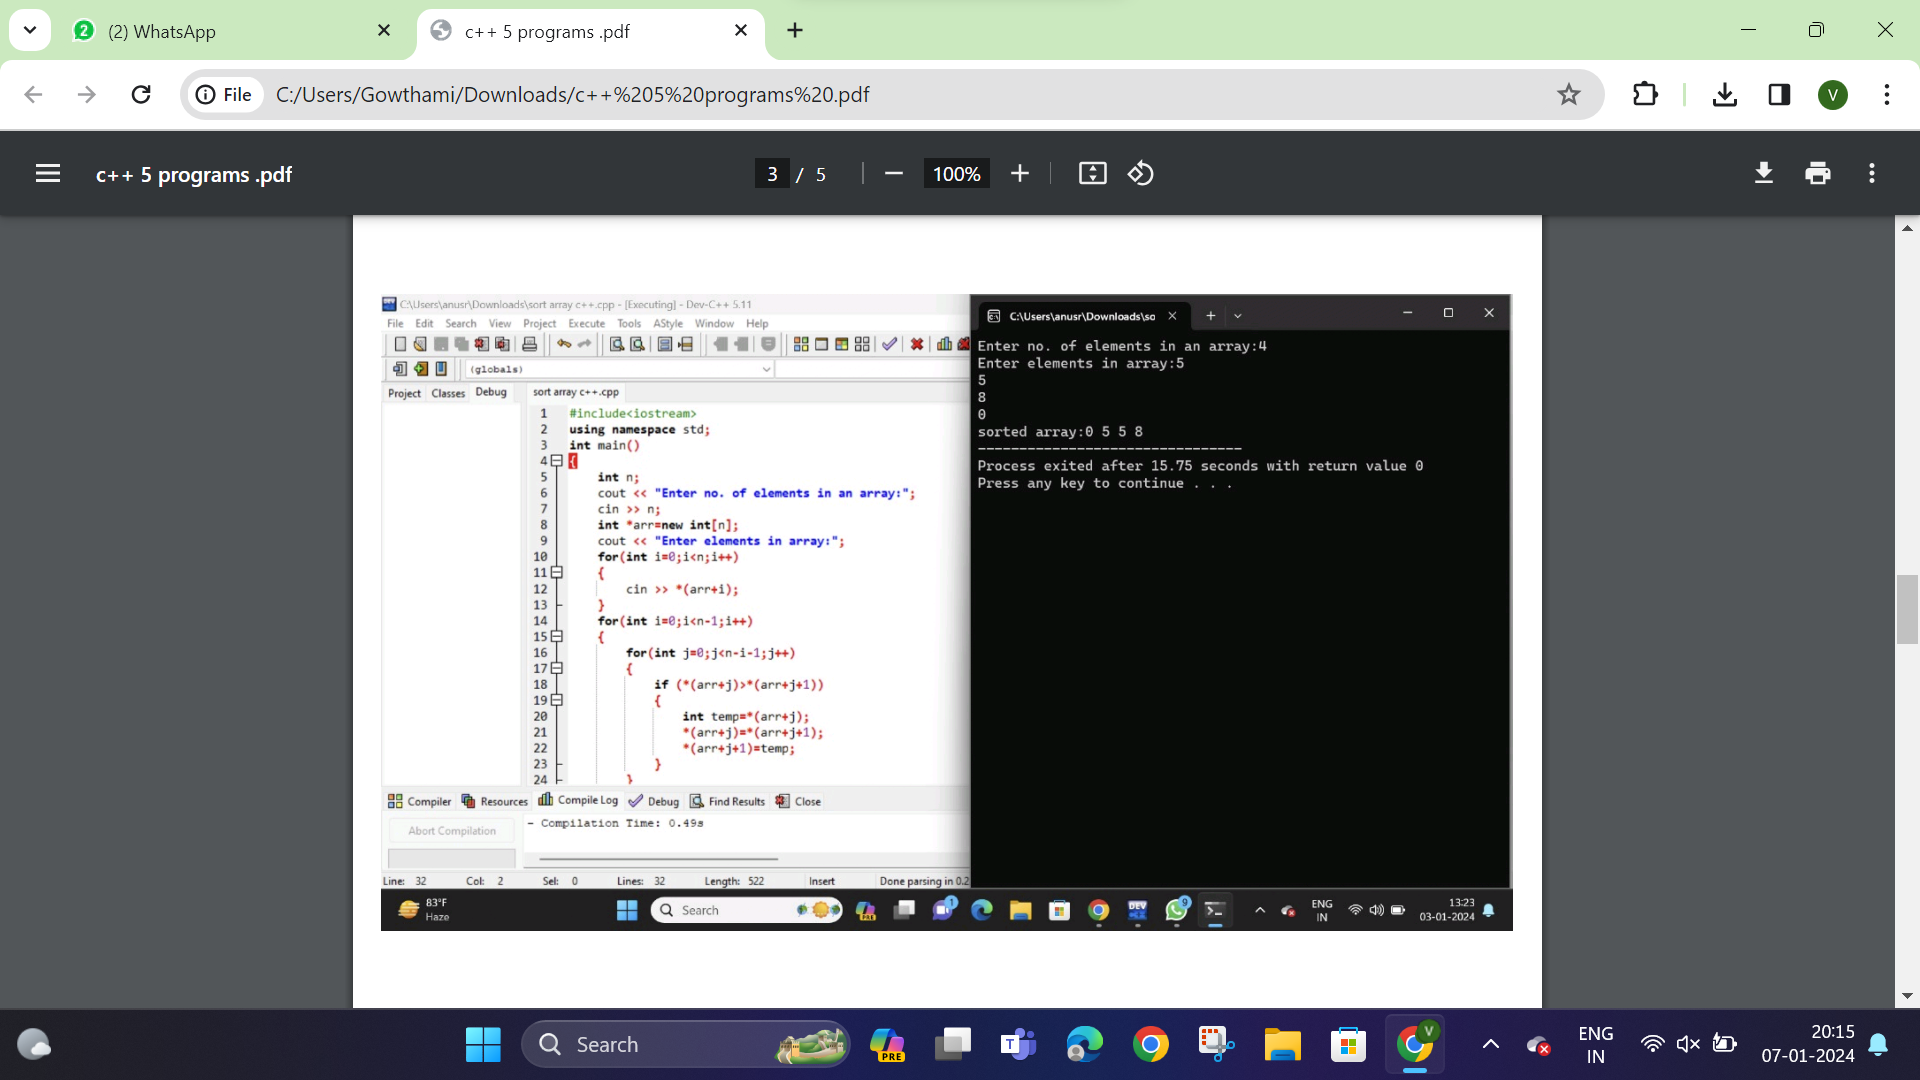 2 (2) WhatsApp
c++ 5 programs .pdf
File C:/Users/Gowthami/Downloads/c++%205%20programs%20.pdf
V
c++ 5 programs .pdf
3 / 5
100%
C:\Users\anusr\Downloads\sort array c++.cpp - [Executing] - Dev-C++ 5.11
File Edit Search View Project Execute Tools AStyle Window Help
(globals)
Project Classes Debug
sort array c++.cpp
1 #include<iostream>
2 using namespace std;
3 int main()
4 {
5 int n;
6 cout << "Enter no. of elements in an array:";
7 cin >> n;
8 int *arr=new int[n];
9 cout << "Enter elements in array:";
10 for(int i=0;i<n;i++)
11 {
12 cin >> *(arr+i);
13 }
14 for(int i=0;i<n-1;i++)
15 {
16 for(int j=0;j<n-i-1;j++)
17 {
18 if (*(arr+j)>*(arr+j+1))
19 {
20 int temp=*(arr+j);
21 *(arr+j)=*(arr+j+1);
22 *(arr+j+1)=temp;
23 }
24 }
Compiler Resources Compile Log Debug Find Results Close
Abort Compilation
- Compilation Time: 0.49s
Line: 32 Col: 2 Sel: 0 Lines: 32 Length: 522 Insert Done parsing in 0.2
C:\Users\anusr\Downloads\so
Enter no. of elements in an array:4
Enter elements in array:5
5
8
0
sorted array:0 5 5 8
--------------------------------
Process exited after 15.75 seconds with return value 0
Press any key to continue . . .
83°F
Haze
Search
PRE
1
DEV
9
ENG
IN
13:23
03-01-2024
Search
PRE
T
V
ENG
IN
20:15
07-01-2024